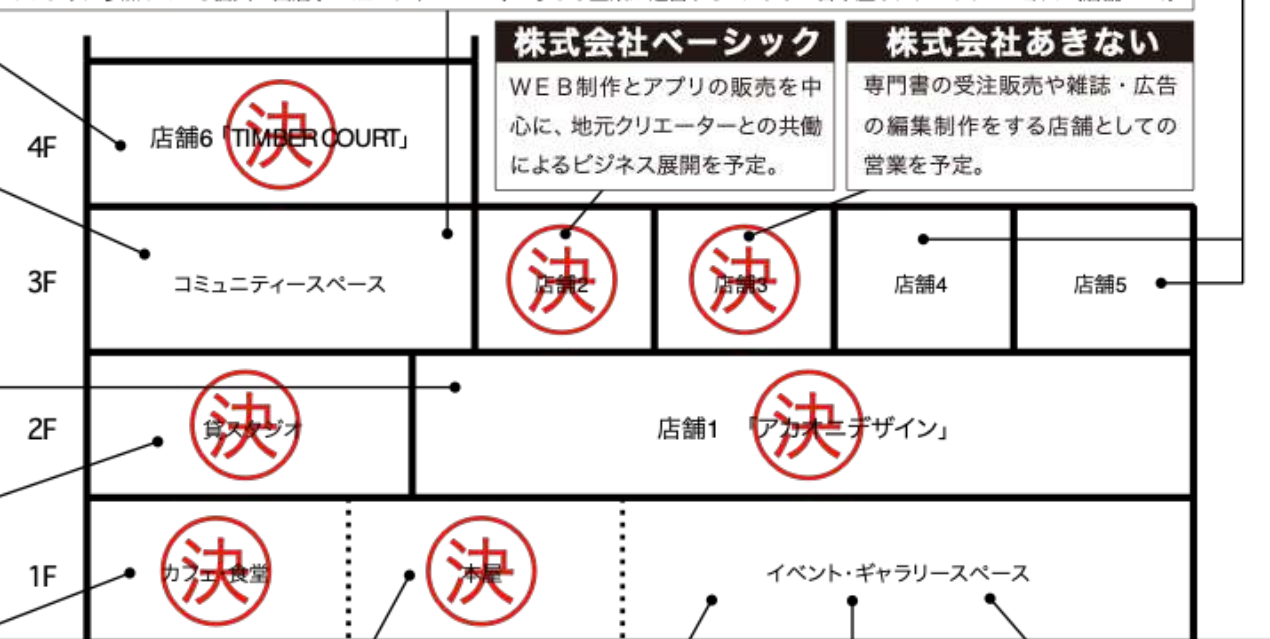 株式会社ベーシック
WEB制作とアプリの販売を中
心に、地元クリエーターとの共働
によるビジネス展開を予定。
株式会社あきない
専門書の受注販売や雑誌・広告
の編集制作をする店舗としての
営業を予定。
4F
店舗6「TIMBER COURT」
決
3F
コミュニティースペース
店舗2
決
店舗3
決
店舗4
店舗5
2F
貸スタジオ
決
店舗1 「アカオニデザイン」
決
1F
カフェ・食堂
決
本屋
決
イベント・ギャラリースペース